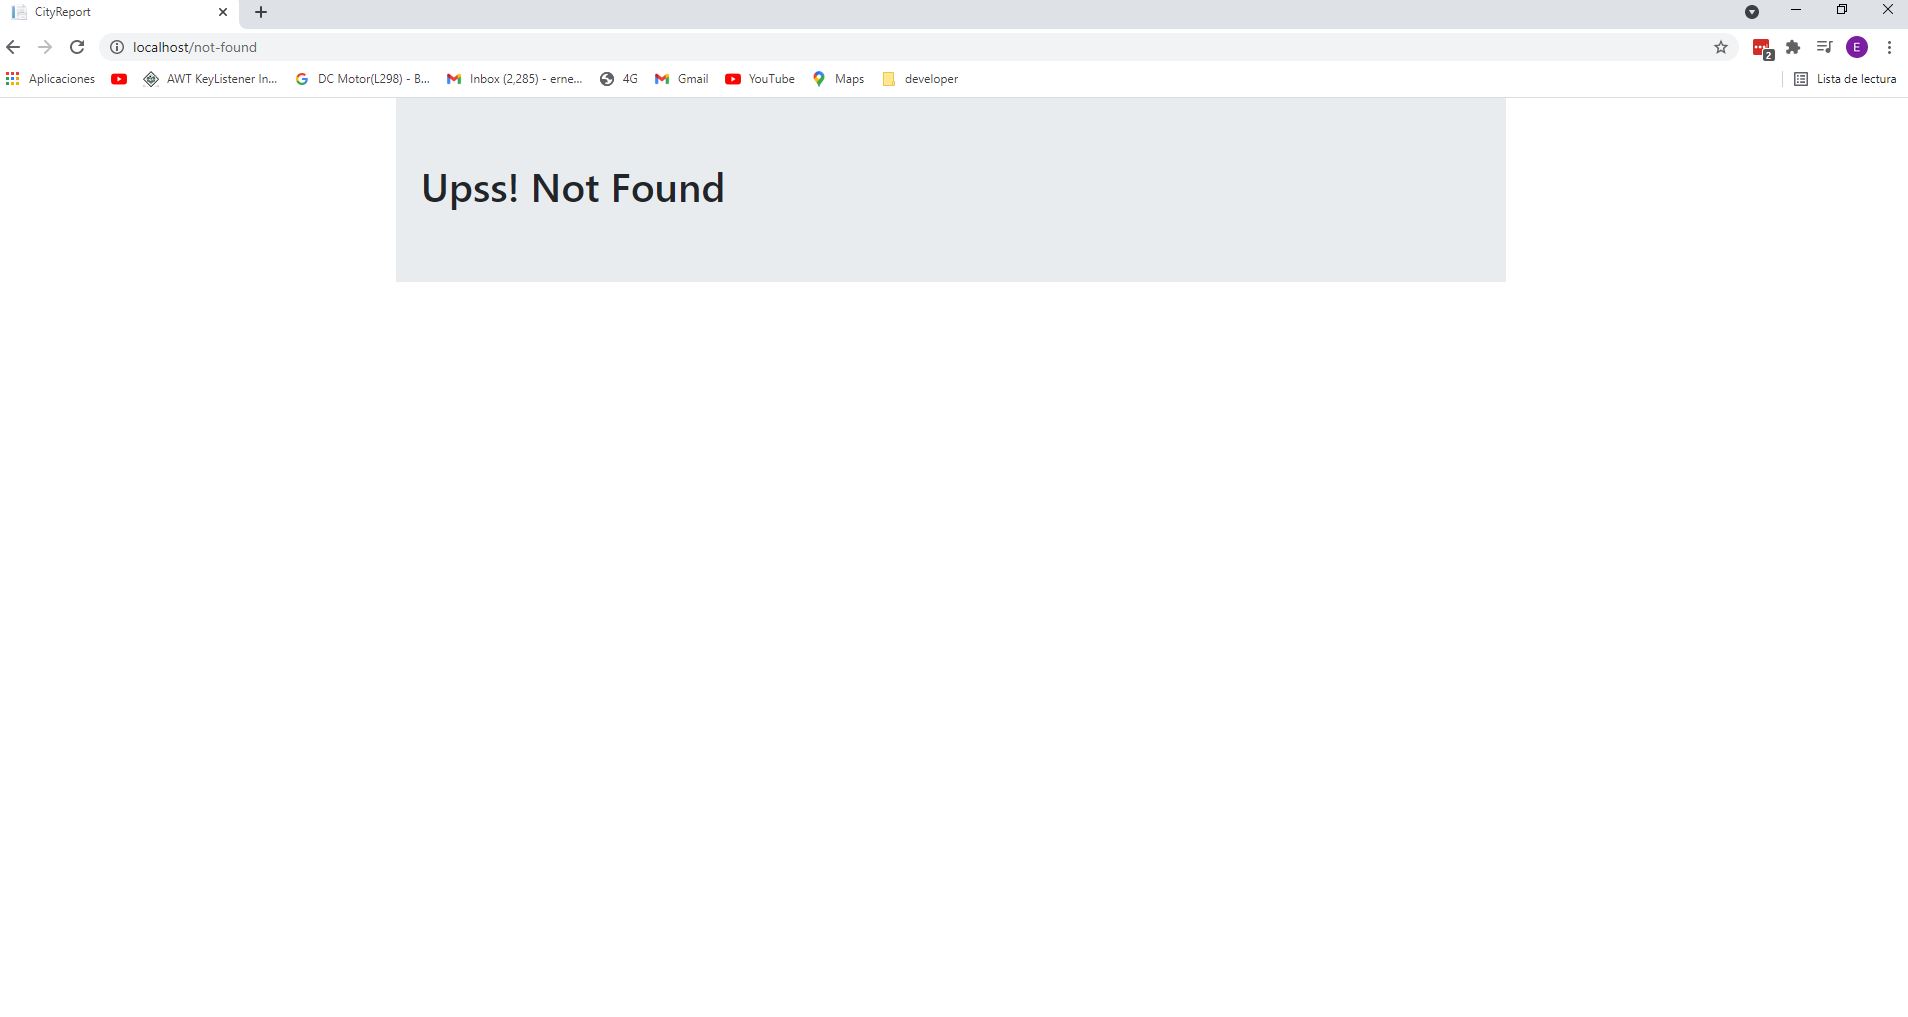 CityReport
localhost/not-found
E
2
Aplicaciones
AWT KeyListener In...
DC Motor(L298) - B...
Inbox (2,285) - erne...
4G
Gmail
YouTube
Maps
developer
Lista de lectura
Upss! Not Found